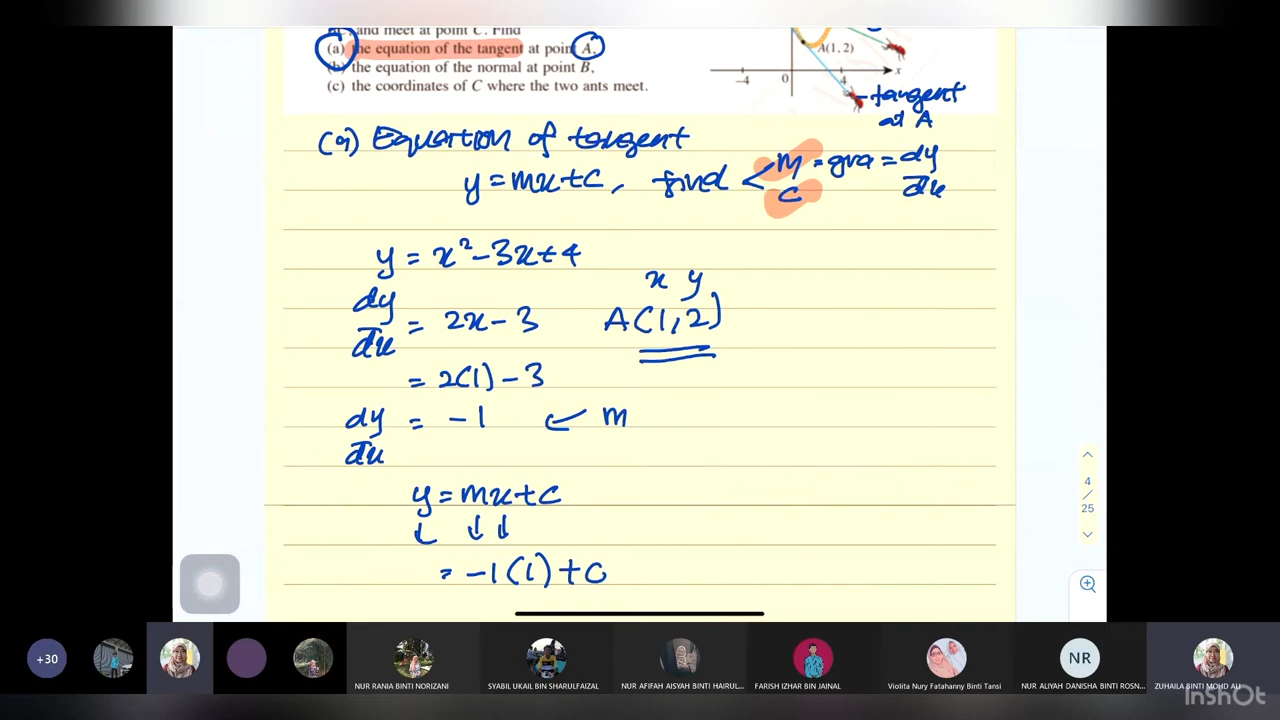 and meet at point C. Find
(a) the equation of the tangent at point A,
(b) the equation of the normal at point B,
(c) the coordinates of C where the two ants meet.
A(1, 2)
-4 0 4 x
tangent
at A
(a) Equation of tangent
y = mx + c, find < m = gra = dy/dx
c
y = x² - 3x + 4
x y
dy/dx = 2x - 3 A(1, 2)
= 2(1) - 3
dy/dx = -1 ↙ m
y = mx + c
↓ ↓ ↓
= -1(1) + c
4
/
25
+30
NUR RANIA BINTI NORIZANI
SYABIL UKAIL BIN SHARULFAIZAL
NUR AFIFAH AISYAH BINTI HAIRUL...
FARISH IZHAR BIN JAINAL
Violita Nury Fatahanny Binti Tansi
NR
NUR ALIYAH DANISHA BINTI ROSN...
ZUHAILA BINTI MOHD ALI
InShOt